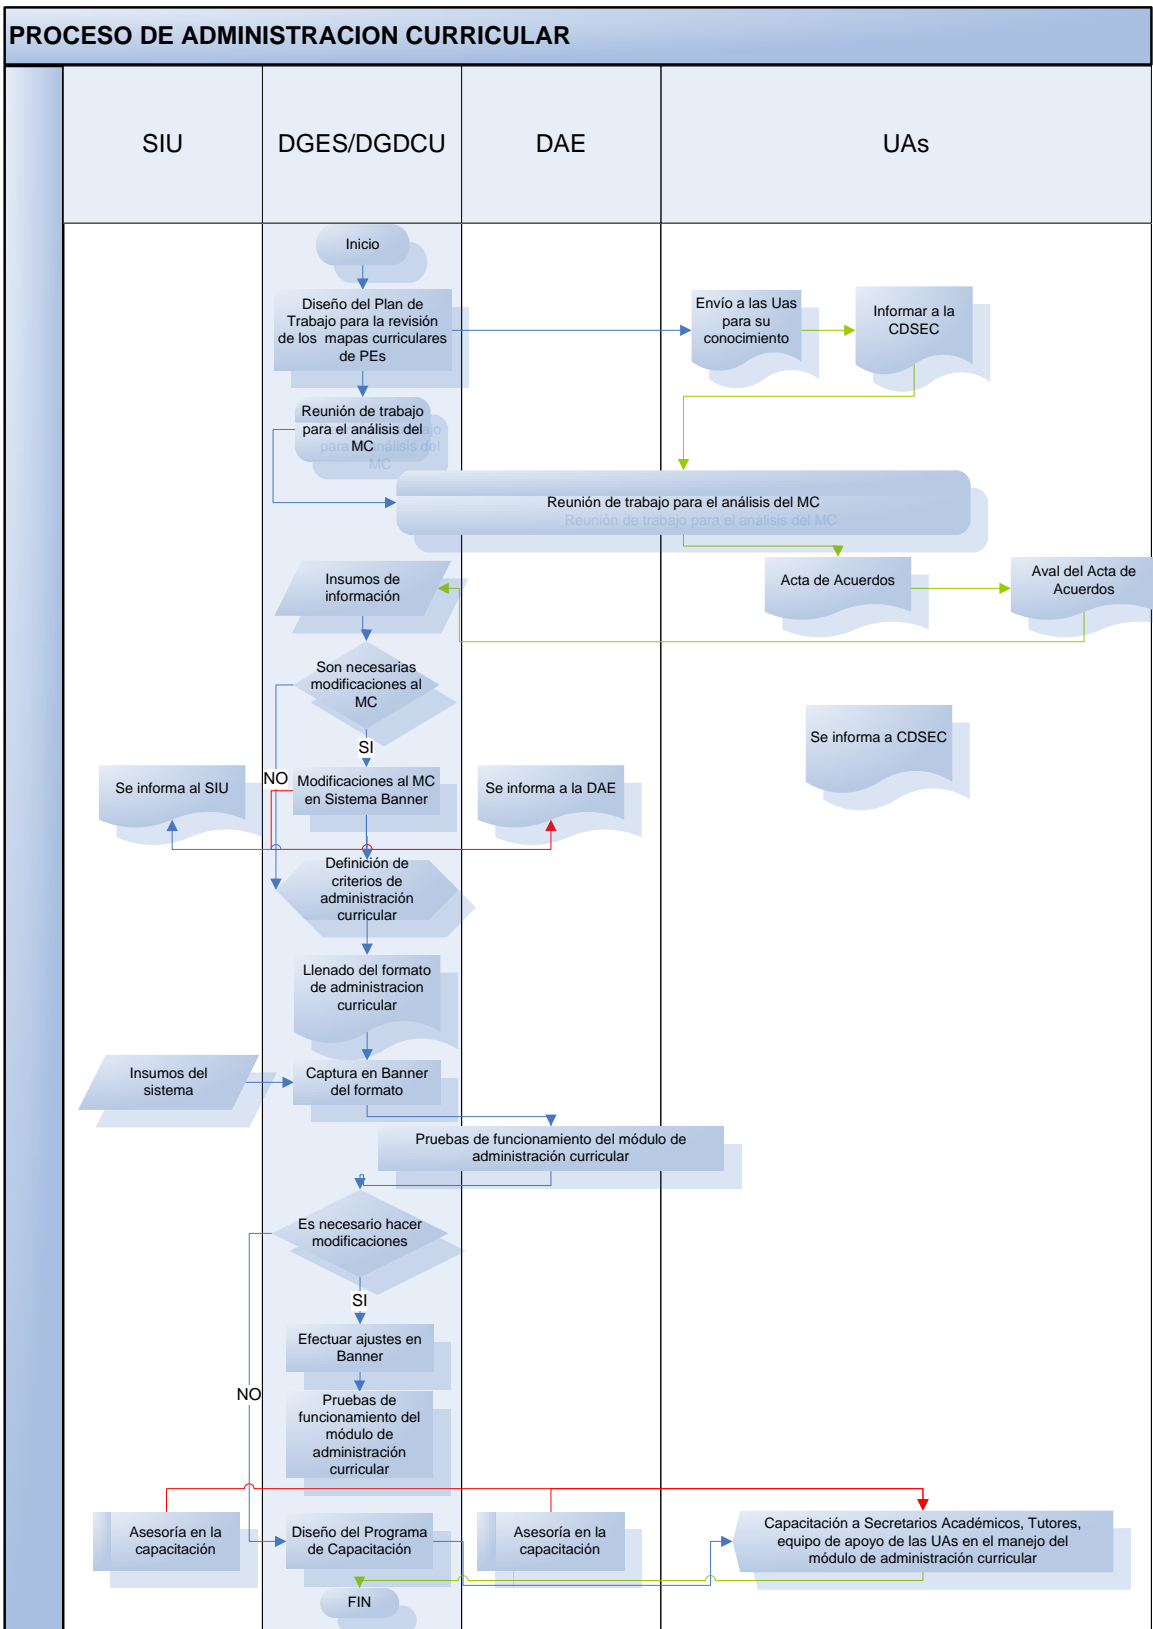 PROCESO DE ADMINISTRACION CURRICULAR
SIU
DGES/DGDCU
DAE
UAs
Inicio
Diseño del Plan de
Trabajo para la revisión
de los mapas curriculares
de PEs
Envío a las Uas
para su
conocimiento
Informar a la
CDSEC
Reunión de trabajo
para el análisis del
MC
Reunión de trabajo para el análisis del MC
Reunión de trabajo para el análisis del MC
Insumos de
información
Acta de Acuerdos
Aval del Acta de
Acuerdos
Son necesarias
modificaciones al
MC
SI
NO
Se informa a CDSEC
Se informa al SIU
Modificaciones al MC
en Sistema Banner
Se informa a la DAE
Definición de
criterios de
administración
curricular
Llenado del formato
de administracion
curricular
Insumos del
sistema
Captura en Banner
del formato
Pruebas de funcionamiento del módulo de
administración curricular
Es necesario hacer
modificaciones
SI
NO
Efectuar ajustes en
Banner
Pruebas de
funcionamiento del
módulo de
administración
curricular
Asesoría en la
capacitación
Diseño del Programa
de Capacitación
Asesoría en la
capacitación
Capacitación a Secretarios Académicos, Tutores,
equipo de apoyo de las UAs en el manejo del
módulo de administración curricular
FIN